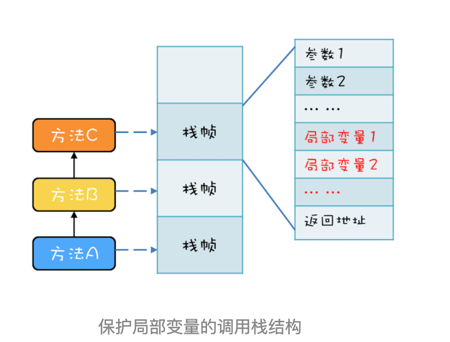 参数1
参数2
... ...
局部变量1
局部变量2
... ...
返回地址
栈帧
栈帧
栈帧
方法C
方法B
方法A
保护局部变量的调用栈结构